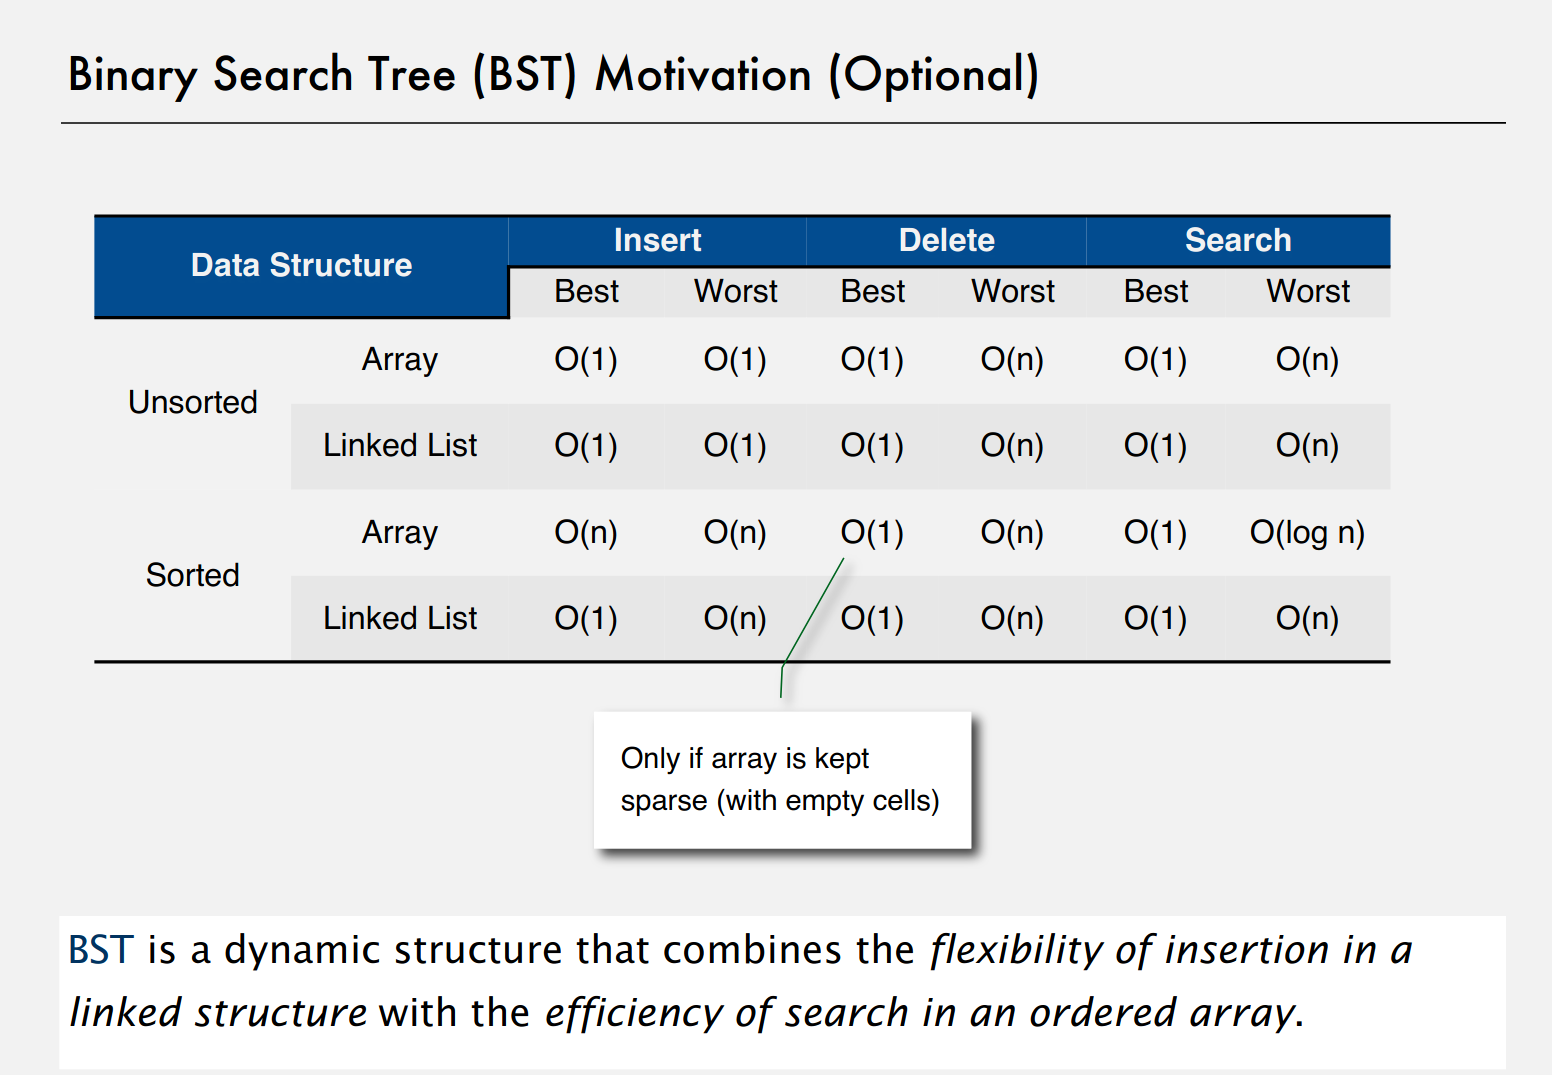 Binary Search Tree (BST) Motivation (Optional)
Data Structure Insert Delete Search
Best Worst Best Worst Best Worst
Unsorted
Array O(1) O(1) O(1) O(n) O(1) O(n)
Linked List O(1) O(1) O(1) O(n) O(1) O(n)
Sorted
Array O(n) O(n) O(1) O(n) O(1) O(log n)
Linked List O(1) O(n) O(1) O(n) O(1) O(n)
Only if array is kept
sparse (with empty cells)
BST is a dynamic structure that combines the flexibility of insertion in a
linked structure with the efficiency of search in an ordered array.